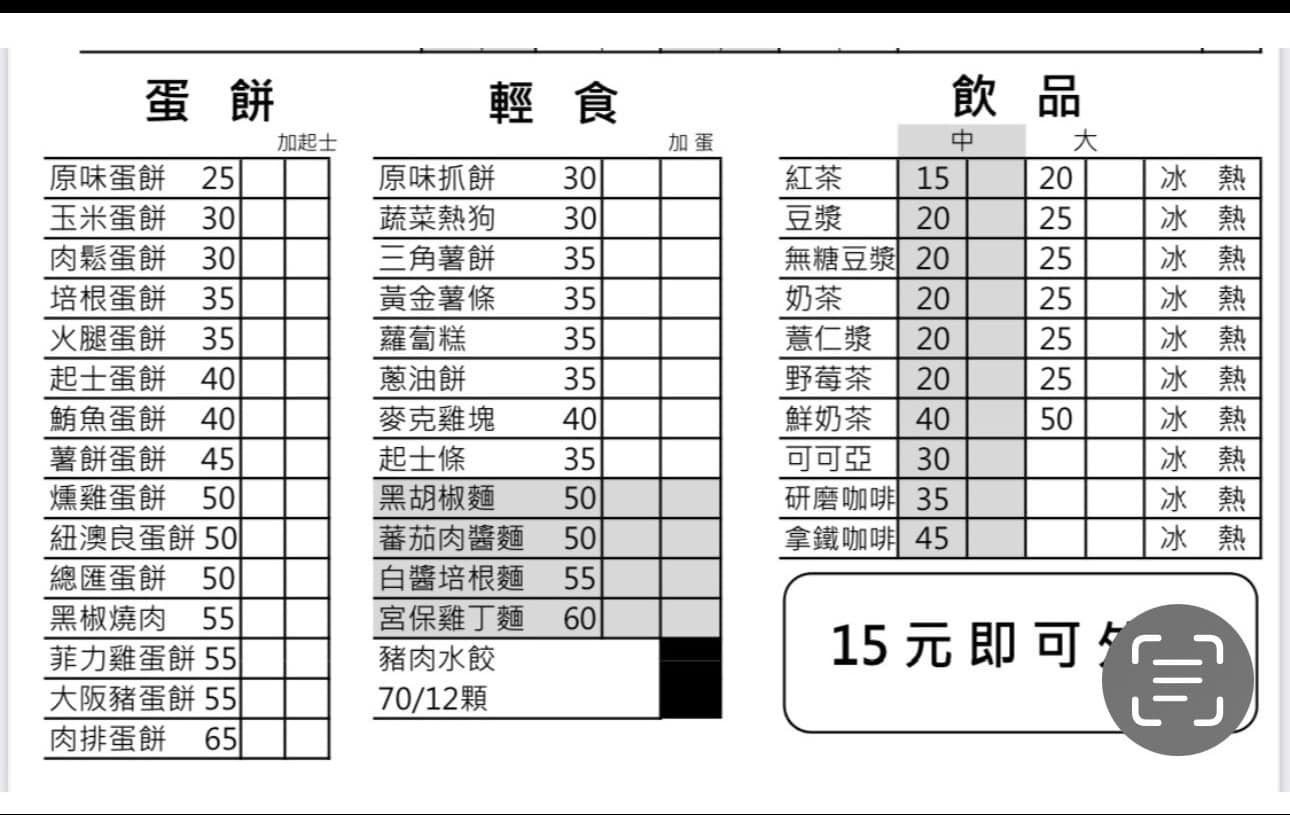 蛋餅
加起士
原味蛋餅 25
玉米蛋餅 30
肉鬆蛋餅 30
培根蛋餅 35
火腿蛋餅 35
起士蛋餅 40
鮪魚蛋餅 40
薯餅蛋餅 45
燻雞蛋餅 50
紐澳良蛋餅 50
總匯蛋餅 50
黑椒燒肉 55
菲力雞蛋餅 55
大阪豬蛋餅 55
肉排蛋餅 65
輕食
加蛋
原味抓餅 30
蔬菜熱狗 30
三角薯餅 35
黃金薯條 35
蘿蔔糕 35
蔥油餅 35
麥克雞塊 40
起士條 35
黑胡椒麵 50
蕃茄肉醬麵 50
白醬培根麵 55
宮保雞丁麵 60
豬肉水餃
70/12顆
飲品
中 大
紅茶 15 20 冰 熱
豆漿 20 25 冰 熱
無糖豆漿 20 25 冰 熱
奶茶 20 25 冰 熱
薏仁漿 20 25 冰 熱
野莓茶 20 25 冰 熱
鮮奶茶 40 50 冰 熱
可可亞 30 冰 熱
研磨咖啡 35 冰 熱
拿鐵咖啡 45 冰 熱
15元即可